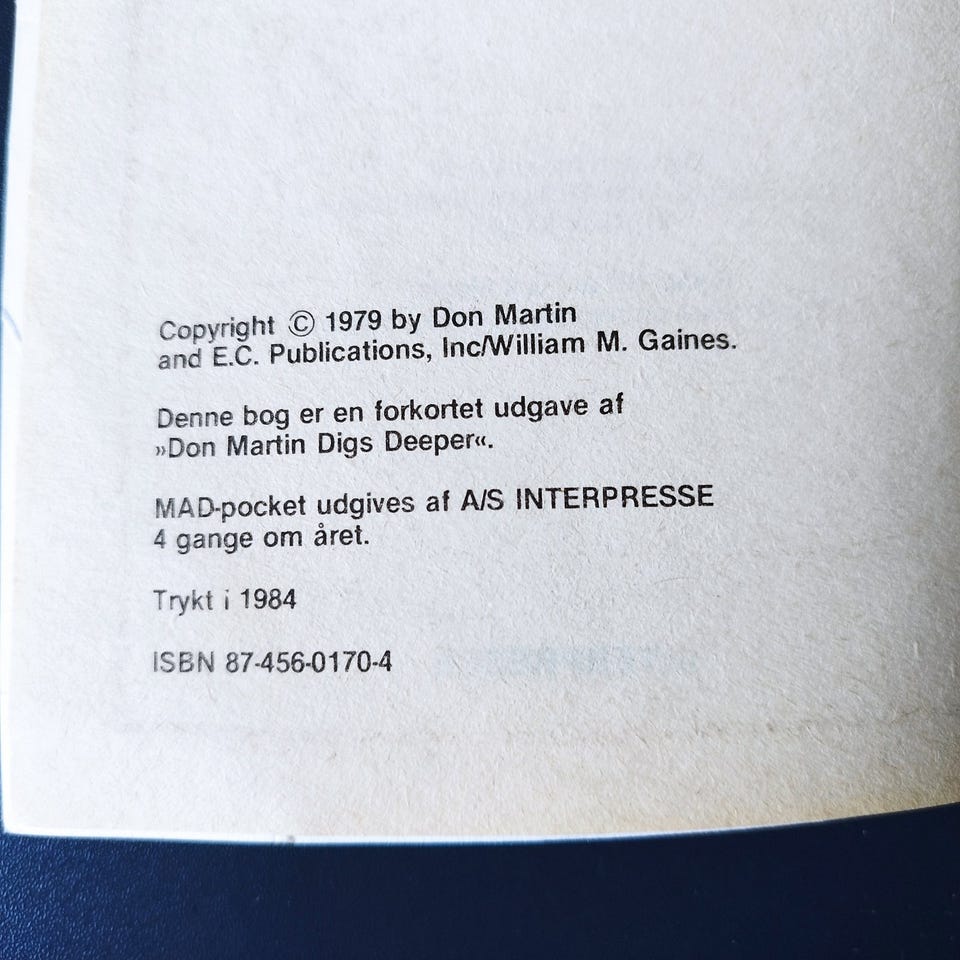 Copyright © 1979 by Don Martin
and E.C. Publications, Inc/William M. Gaines.
Denne bog er en forkortet udgave af
»Don Martin Digs Deeper«.
MAD-pocket udgives af A/S INTERPRESSE
4 gange om året.
Trykt i 1984
ISBN 87-456-0170-4